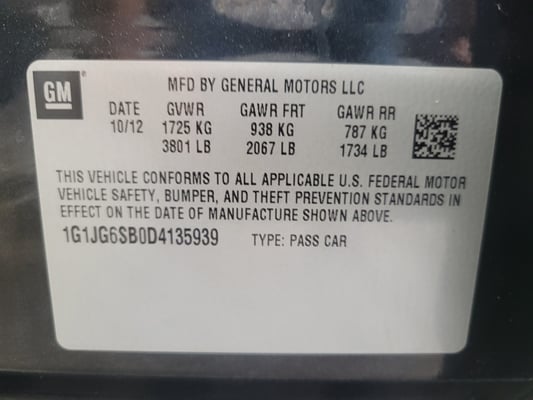 GM
MFD BY GENERAL MOTORS LLC
DATE GVWR GAWR FRT GAWR RR
10/12 1725 KG 938 KG 787 KG
3801 LB 2067 LB 1734 LB
THIS VEHICLE CONFORMS TO ALL APPLICABLE U.S. FEDERAL MOTOR
VEHICLE SAFETY, BUMPER, AND THEFT PREVENTION STANDARDS IN
EFFECT ON THE DATE OF MANUFACTURE SHOWN ABOVE.
1G1JG6SB0D4135939 TYPE: PASS CAR